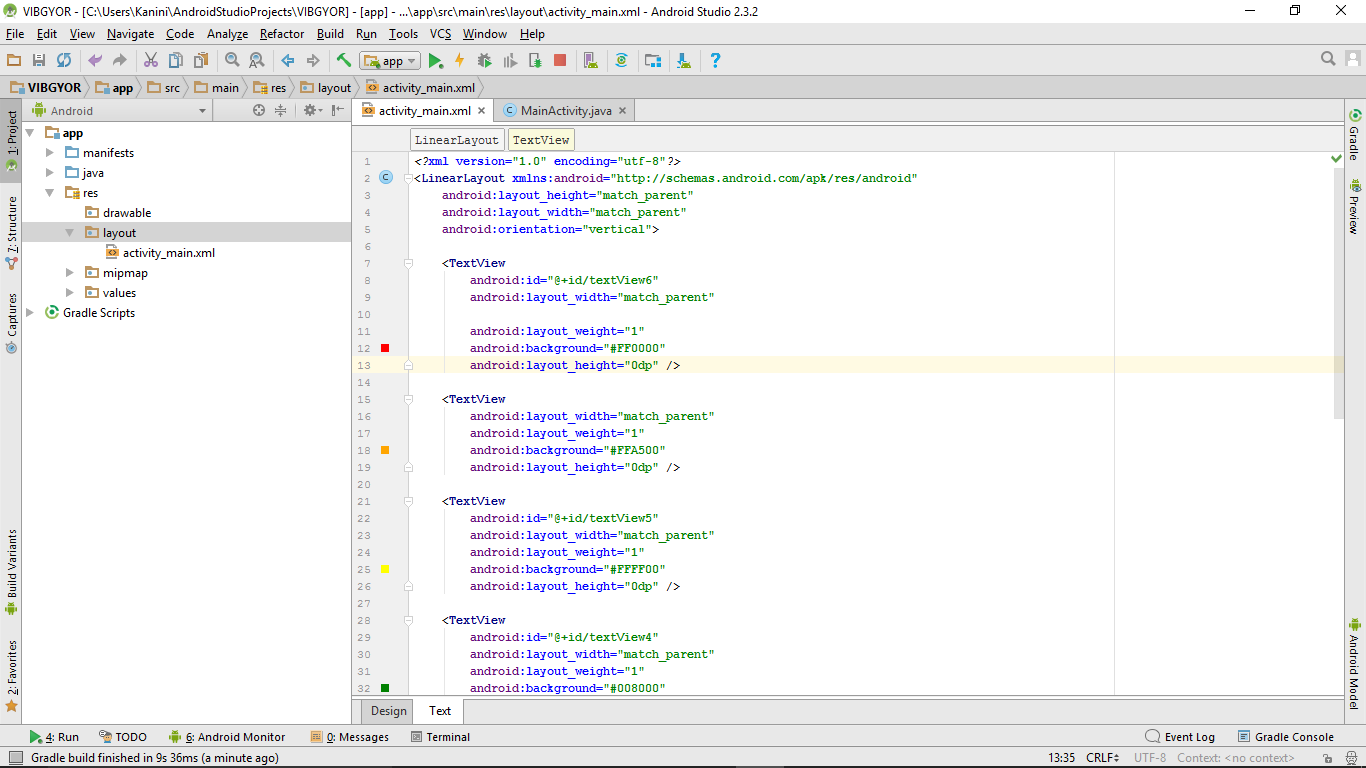 VIBGYOR - [C:\Users\Kanini\AndroidStudioProjects\VIBGYOR] - [app] - ...\app\src\main\res\layout\activity_main.xml - Android Studio 2.3.2
File Edit View Navigate Code Analyze Refactor Build Run Tools VCS Window Help
app
VIBGYOR app src main res layout activity_main.xml
Android
activity_main.xml MainActivity.java
LinearLayout TextView
1: Project
7: Structure
Captures
Build Variants
2: Favorites
app
manifests
java
res
drawable
layout
activity_main.xml
mipmap
values
Gradle Scripts
1 <?xml version="1.0" encoding="utf-8"?>
2 <LinearLayout xmlns:android="http://schemas.android.com/apk/res/android"
3 android:layout_height="match_parent"
4 android:layout_width="match_parent"
5 android:orientation="vertical">
6
7 <TextView
8 android:id="@+id/textView6"
9 android:layout_width="match_parent"
10
11 android:layout_weight="1"
12 android:background="#FF0000"
13 android:layout_height="0dp" />
14
15 <TextView
16 android:layout_width="match_parent"
17 android:layout_weight="1"
18 android:background="#FFA500"
19 android:layout_height="0dp" />
20
21 <TextView
22 android:id="@+id/textView5"
23 android:layout_width="match_parent"
24 android:layout_weight="1"
25 android:background="#FFFF00"
26 android:layout_height="0dp" />
27
28 <TextView
29 android:id="@+id/textView4"
30 android:layout_width="match_parent"
31 android:layout_weight="1"
32 android:background="#008000"
Gradle
Preview
Android Model
Design Text
4: Run TODO 6: Android Monitor 0: Messages Terminal Event Log Gradle Console
Gradle build finished in 9s 36ms (a minute ago) 13:35 CRLF UTF-8 Context: <no context>